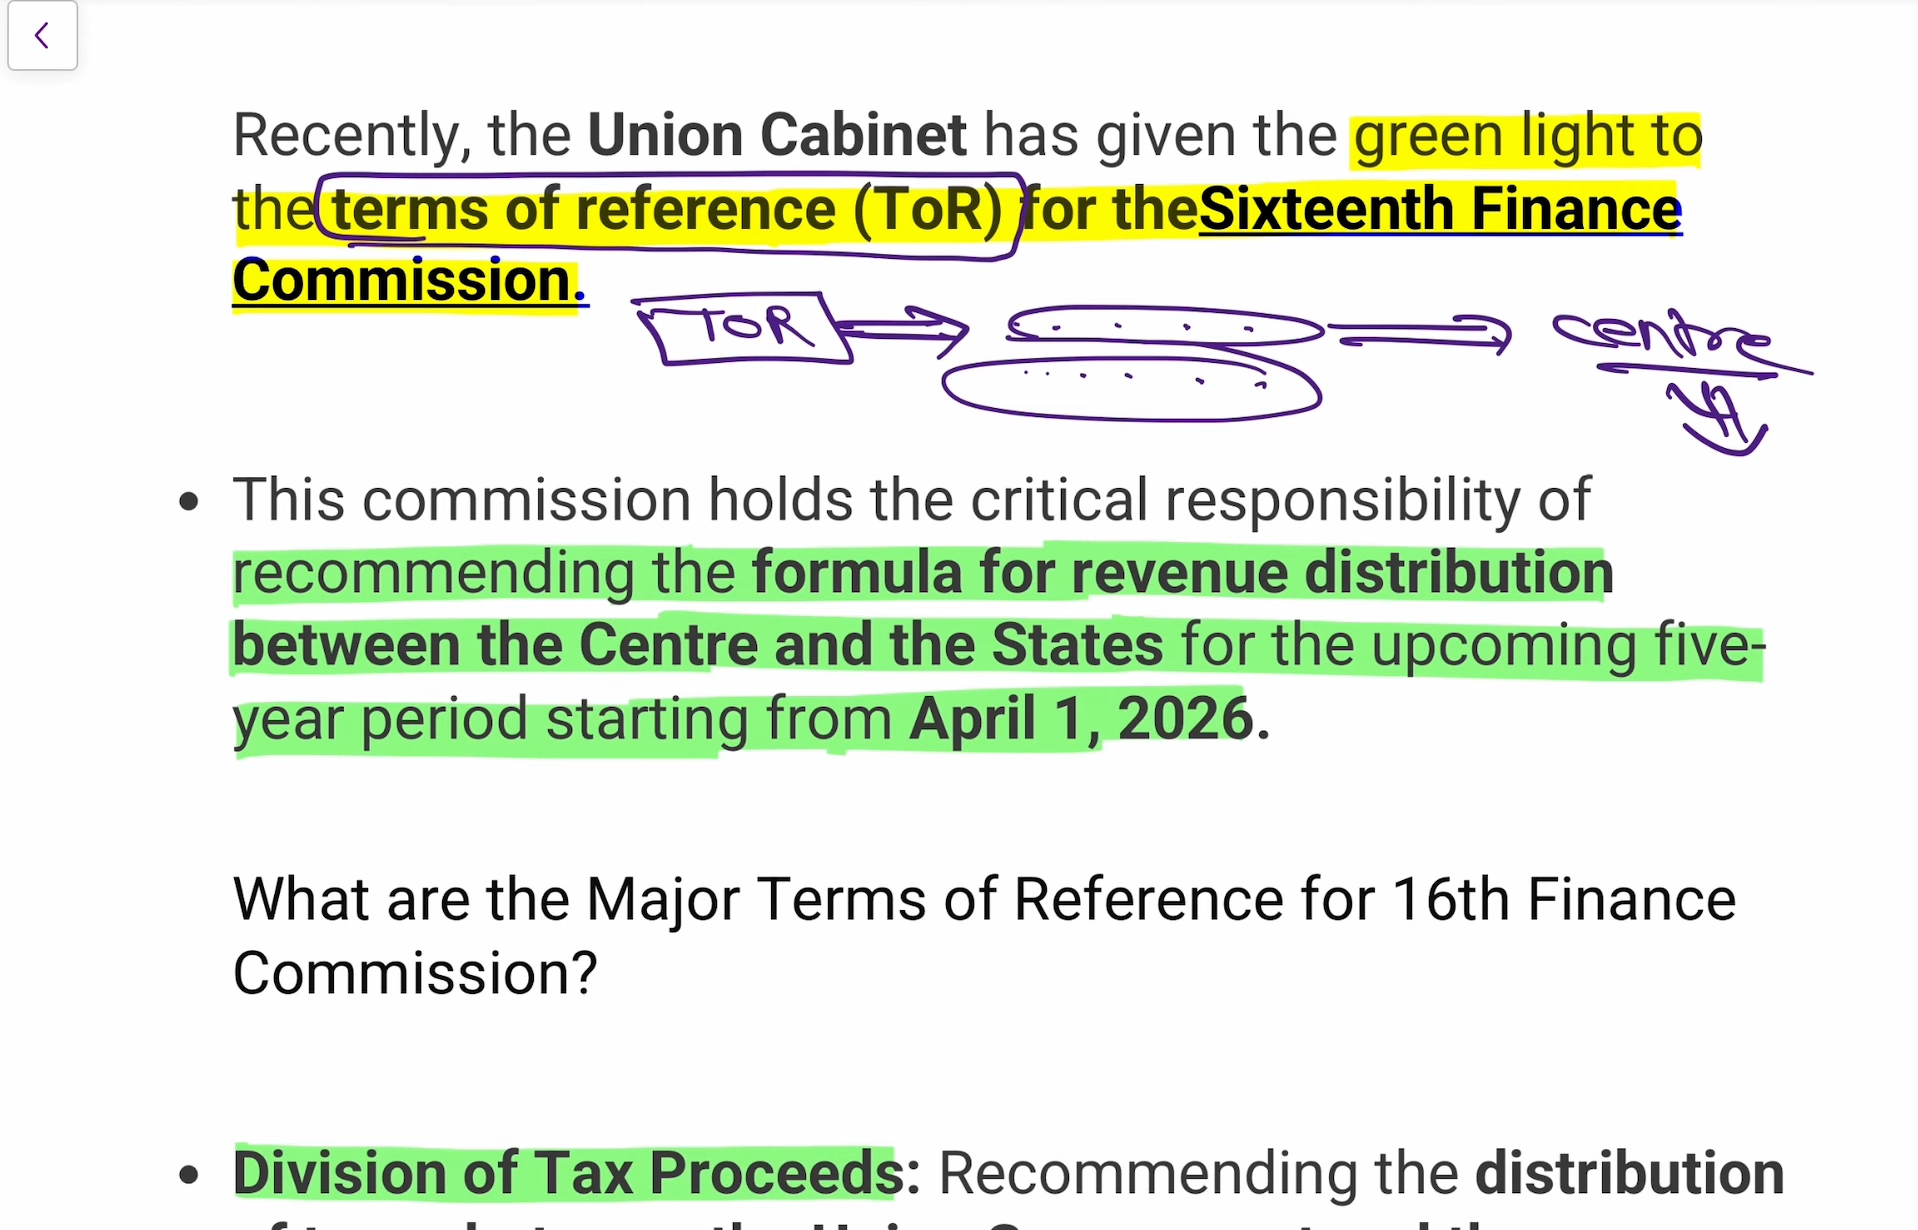 Recently, the Union Cabinet has given the green light to
the terms of reference (ToR) for theSixteenth Finance
Commission.
TOR centre
• This commission holds the critical responsibility of
recommending the formula for revenue distribution
between the Centre and the States for the upcoming five-
year period starting from April 1, 2026.
What are the Major Terms of Reference for 16th Finance
Commission?
• Division of Tax Proceeds: Recommending the distribution